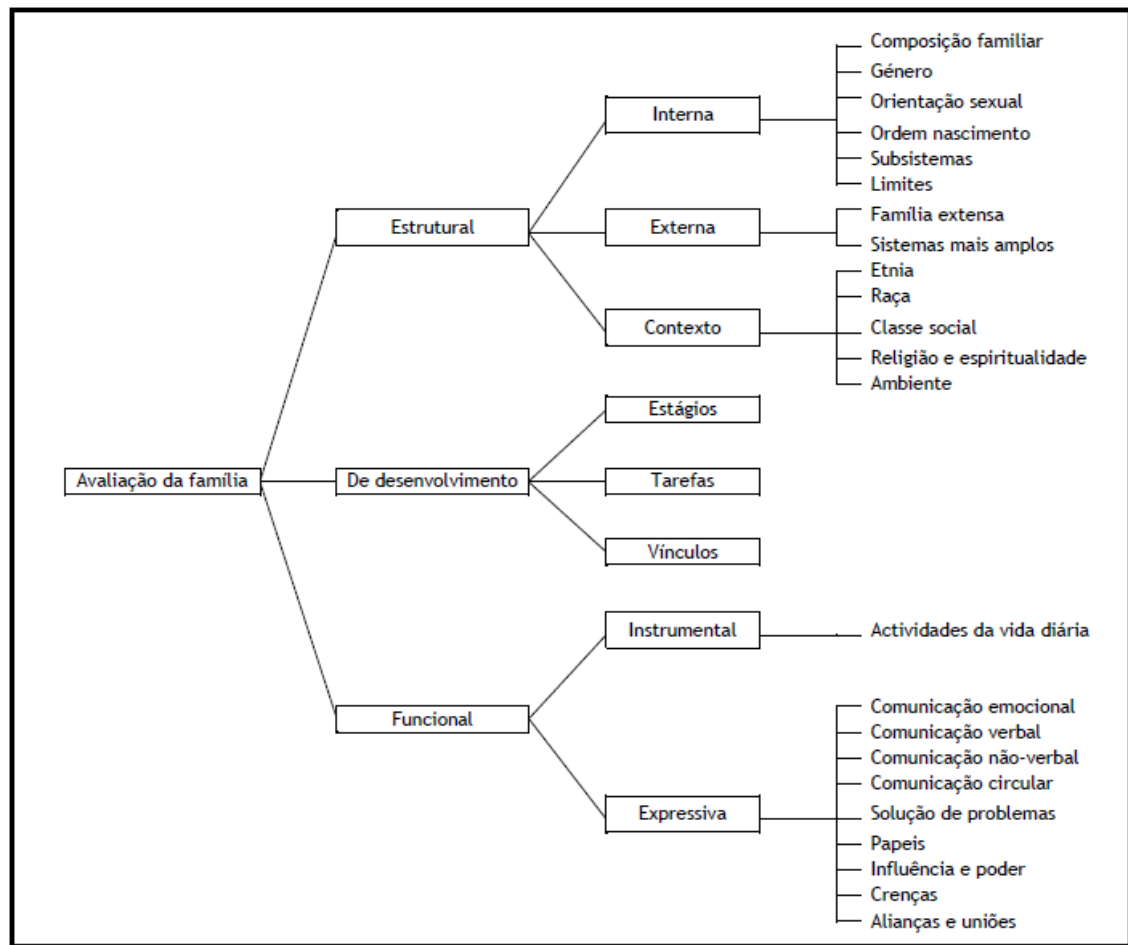 Avaliação da família
Estrutural
Interna
Composição familiar
Género
Orientação sexual
Ordem nascimento
Subsistemas
Limites
Externa
Família extensa
Sistemas mais amplos
Contexto
Etnia
Raça
Classe social
Religião e espiritualidade
Ambiente
De desenvolvimento
Estágios
Tarefas
Vínculos
Funcional
Instrumental
Actividades da vida diária
Expressiva
Comunicação emocional
Comunicação verbal
Comunicação não-verbal
Comunicação circular
Solução de problemas
Papeis
Influência e poder
Crenças
Alianças e uniões